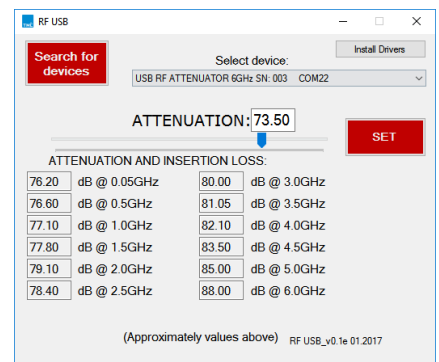 RF USB
Search for
devices
Select device:
Install Drivers
USB RF ATTENUATOR 6GHz SN: 003 COM22
ATTENUATION: 73.50
SET
ATTENUATION AND INSERTION LOSS:
76.20 dB @ 0.05GHz 80.00 dB @ 3.0GHz
76.60 dB @ 0.5GHz 81.05 dB @ 3.5GHz
77.10 dB @ 1.0GHz 82.10 dB @ 4.0GHz
77.80 dB @ 1.5GHz 83.50 dB @ 4.5GHz
79.10 dB @ 2.0GHz 85.00 dB @ 5.0GHz
78.40 dB @ 2.5GHz 88.00 dB @ 6.0GHz
(Approximately values above) RF USB_v0.1e 01.2017